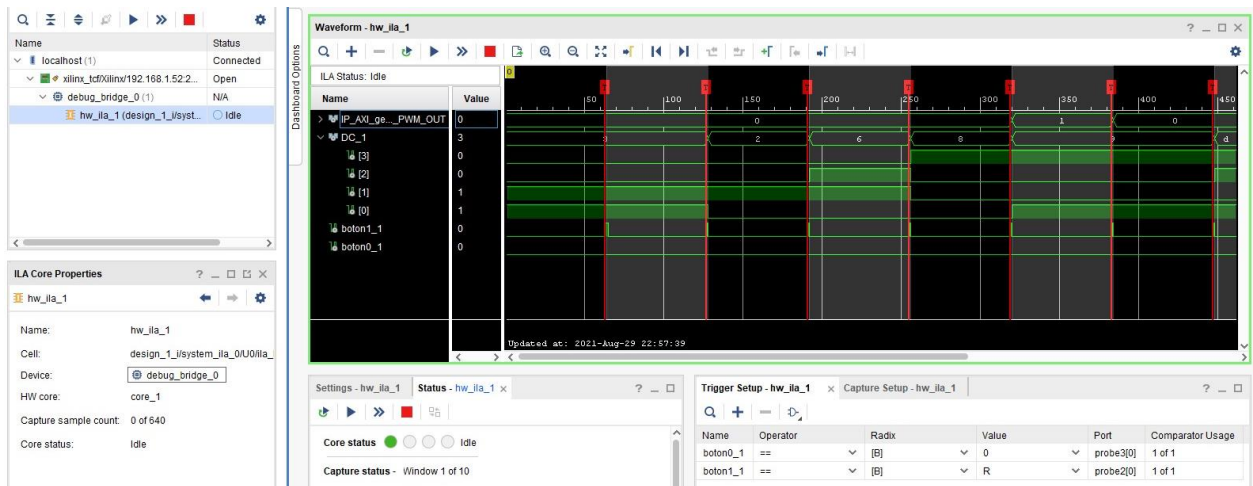 Name Status
localhost (1) Connected
xilinx_tcf/Xilinx/192.168.1.52:2... Open
debug_bridge_0 (1) N/A
hw_ila_1 (design_1_i/syst... Idle
ILA Core Properties
hw_ila_1
Name: hw_ila_1
Cell: design_1_i/system_ila_0/U0/ila_
Device: debug_bridge_0
HW core: core_1
Capture sample count: 0 of 640
Core status: Idle
Dashboard Options
Waveform - hw_ila_1
ILA Status: Idle
0
Name Value
50 100 150 200 250 300 350 400 450
IP_AXI_ge..._PWM_OUT 0 0 1 0
DC_1 3 2 6 8 9 d
[3] 0
[2] 0
[1] 1
[0] 1
boton1_1 0
boton0_1 0
Updated at: 2021-Aug-29 22:57:39
Settings - hw_ila_1 Status - hw_ila_1
Core status Idle
Capture status - Window 1 of 10
Trigger Setup - hw_ila_1 Capture Setup - hw_ila_1
Name Operator Radix Value Port Comparator Usage
boton0_1 == [B] 0 probe3[0] 1 of 1
boton1_1 == [B] R probe2[0] 1 of 1